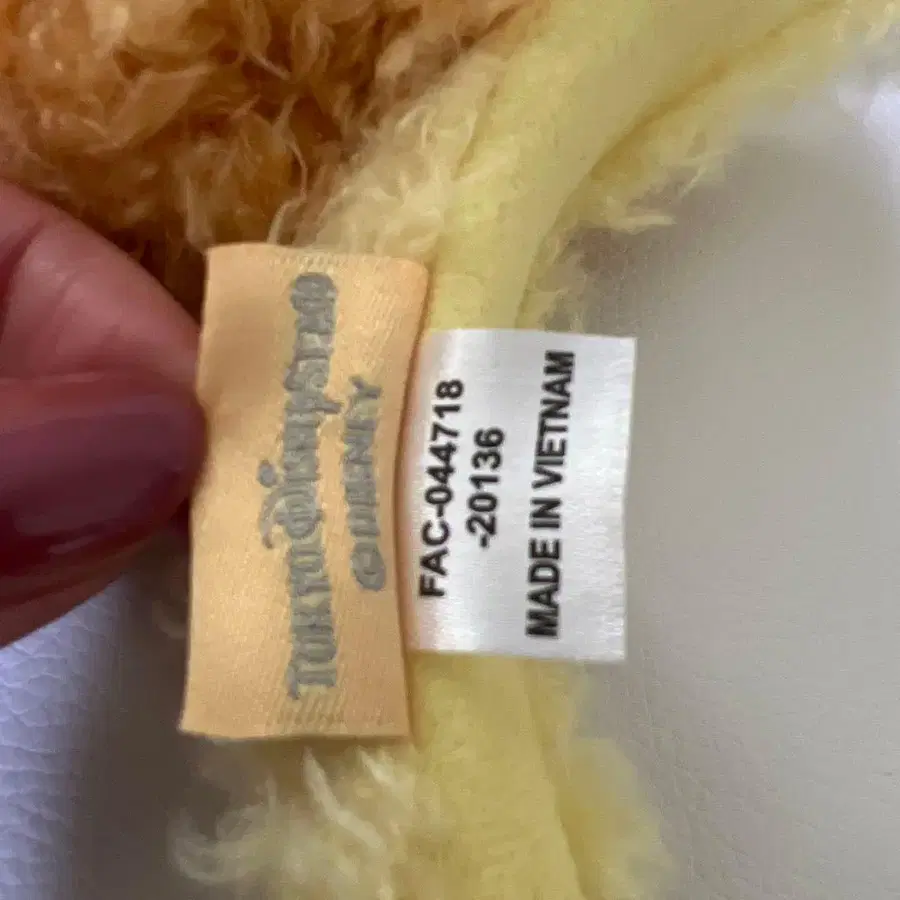 TOKYO DISNEY RESORT
© DISNEY
FAC-044718
-20136
MADE IN VIETNAM